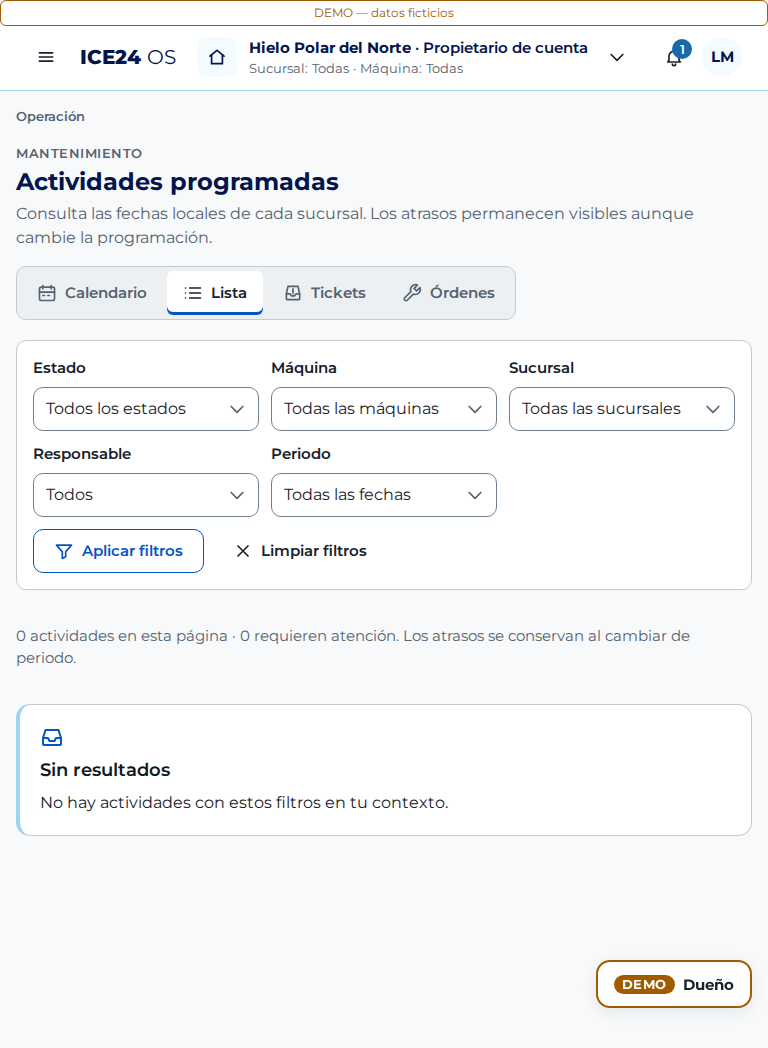 DEMO — datos ficticios
ICE24 OS
Hielo Polar del Norte · Propietario de cuenta
Sucursal: Todas · Máquina: Todas
1
LM
Operación
MANTENIMIENTO
Actividades programadas
Consulta las fechas locales de cada sucursal. Los atrasos permanecen visibles aunque
cambie la programación.
Calendario
Lista
Tickets
Órdenes
Estado
Máquina
Sucursal
Todos los estados
Todas las máquinas
Todas las sucursales
Responsable
Periodo
Todos
Todas las fechas
Aplicar filtros
Limpiar filtros
0 actividades en esta página · 0 requieren atención. Los atrasos se conservan al cambiar de
periodo.
Sin resultados
No hay actividades con estos filtros en tu contexto.
DEMO Dueño